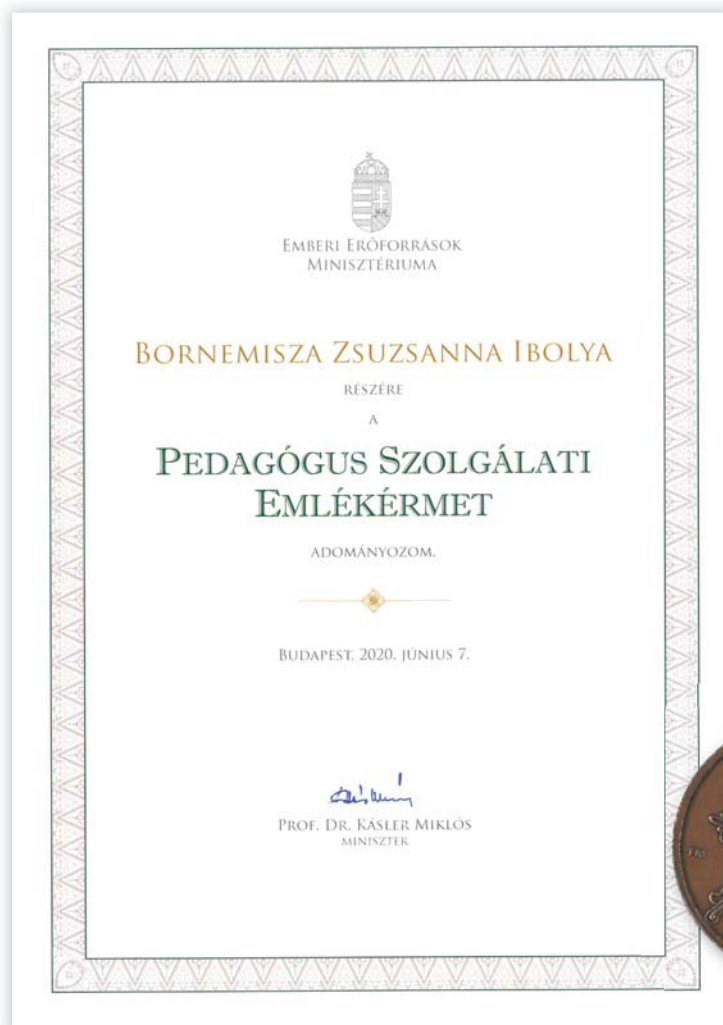 EMBERI ERŐFORRÁSOK
MINISZTÉRIUMA
BORNEMISZA ZSUZSANNA IBOLYA
RÉSZÉRE
A
PEDAGÓGUS SZOLGÁLATI
EMLÉKÉRMET
ADOMÁNYOZOM.
BUDAPEST, 2020. JÚNIUS 7.
PROF. DR. KÁSLER MIKLÓS
MINISZTER